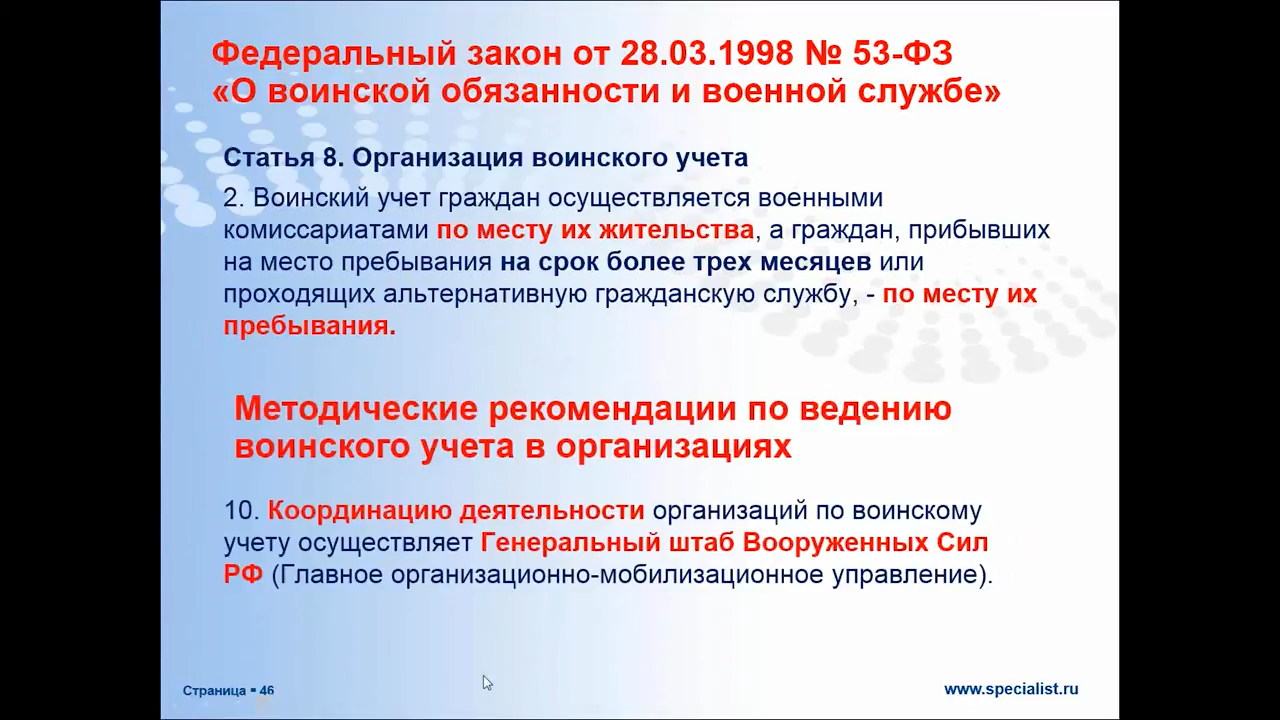 Федеральный закон от 28.03.1998 № 53-ФЗ
«О воинской обязанности и военной службе»
Статья 8. Организация воинского учета
2. Воинский учет граждан осуществляется военными
комиссариатами по месту их жительства, а граждан, прибывших
на место пребывания на срок более трех месяцев или
проходящих альтернативную гражданскую службу, - по месту их
пребывания.
Методические рекомендации по ведению
воинского учета в организациях
10. Координацию деятельности организаций по воинскому
учету осуществляет Генеральный штаб Вооруженных Сил
РФ (Главное организационно-мобилизационное управление).
Страница ▪ 46
www.specialist.ru